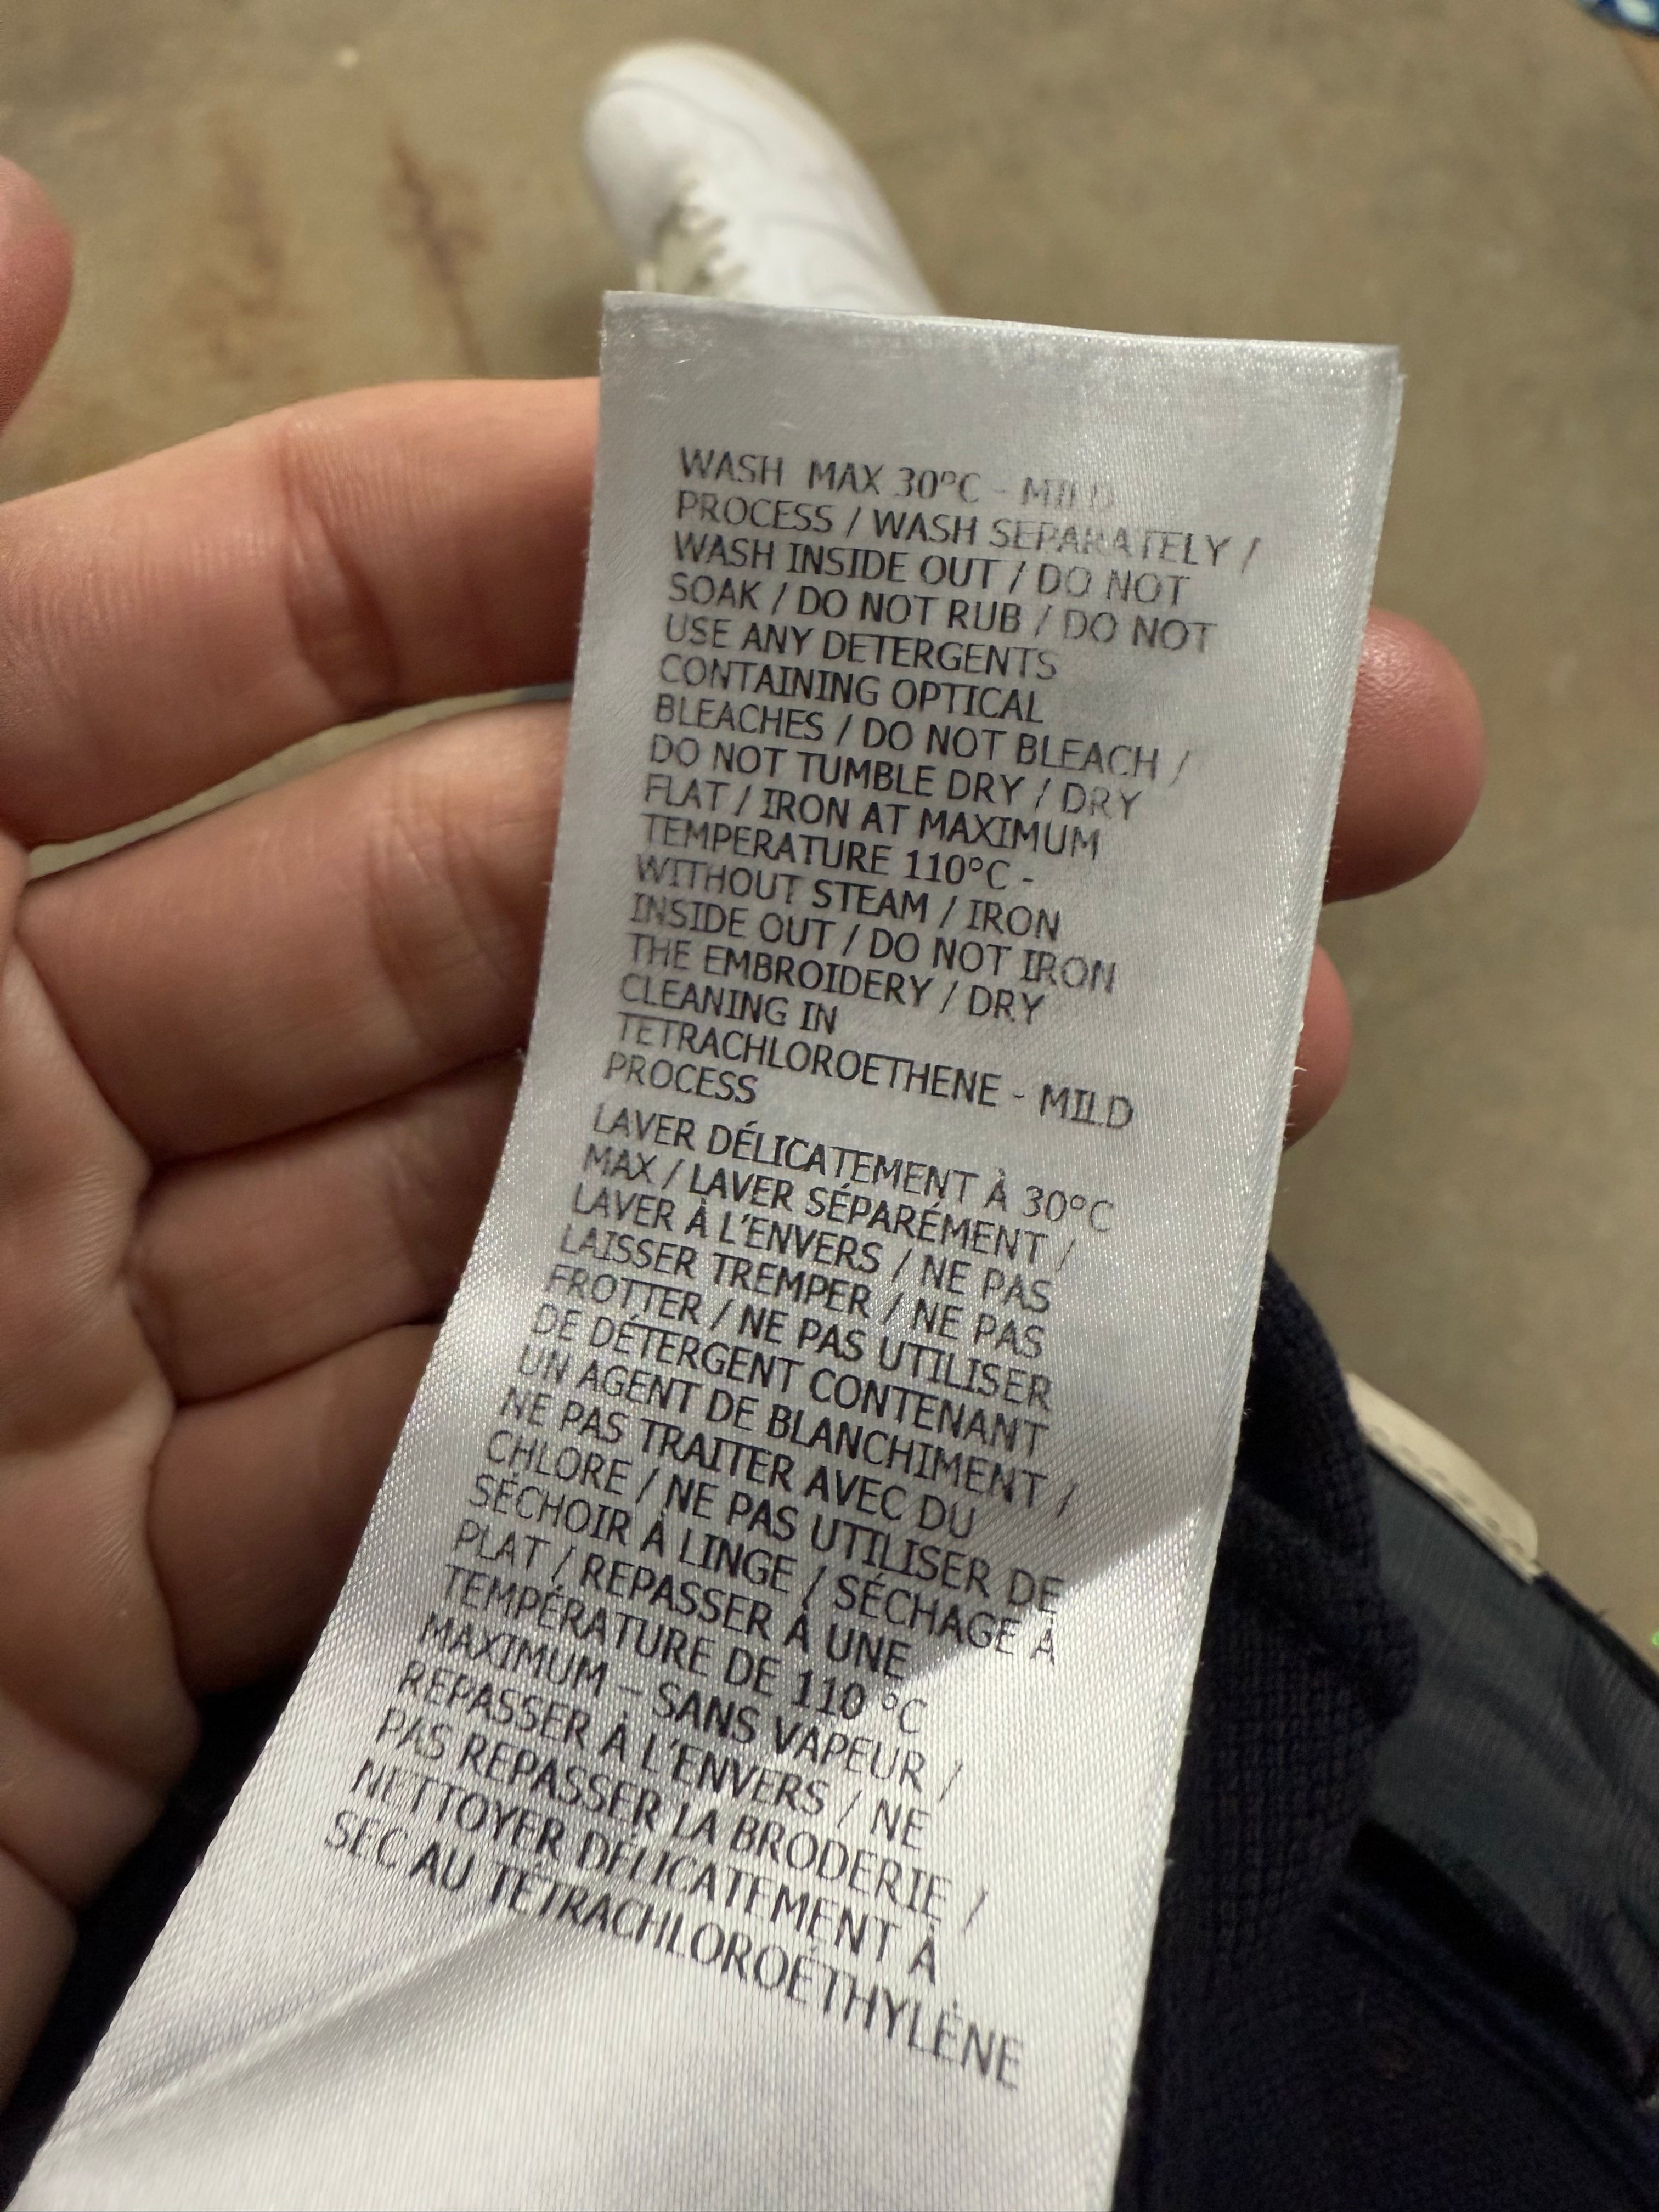 WASH MAX 30°C - MILD
PROCESS / WASH SEPARATELY /
WASH INSIDE OUT / DO NOT
SOAK / DO NOT RUB / DO NOT
USE ANY DETERGENTS
CONTAINING OPTICAL
BLEACHES / DO NOT BLEACH /
DO NOT TUMBLE DRY / DRY
FLAT / IRON AT MAXIMUM
TEMPERATURE 110°C -
WITHOUT STEAM / IRON
INSIDE OUT / DO NOT IRON
THE EMBROIDERY / DRY
CLEANING IN
TETRACHLOROETHENE - MILD
PROCESS
LAVER DÉLICATEMENT À 30°C
MAX / LAVER SÉPARÉMENT /
LAVER À L'ENVERS / NE PAS
LAISSER TREMPER / NE PAS
FROTTER / NE PAS UTILISER
DE DÉTERGENT CONTENANT
UN AGENT DE BLANCHIMENT /
NE PAS TRAITER AVEC DU
CHLORE / NE PAS UTILISER DE
SÉCHOIR À LINGE / SÉCHAGE À
PLAT / REPASSER À UNE
TEMPÉRATURE DE 110 °C
MAXIMUM – SANS VAPEUR /
REPASSER À L'ENVERS / NE
PAS REPASSER LA BRODERIE /
NETTOYER DÉLICATEMENT À
SEC AU TÉTRACHLOROÉTHYLÈNE